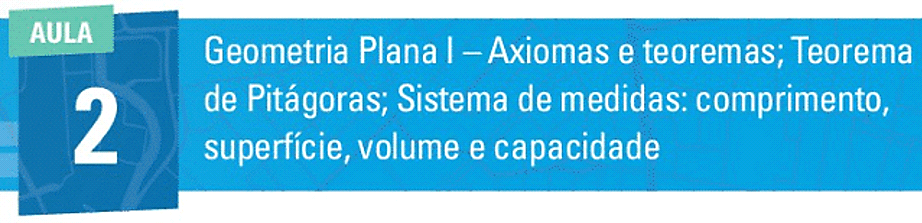 AULA
2
Geometria Plana I – Axiomas e teoremas; Teorema
de Pitágoras; Sistema de medidas: comprimento,
superfície, volume e capacidade